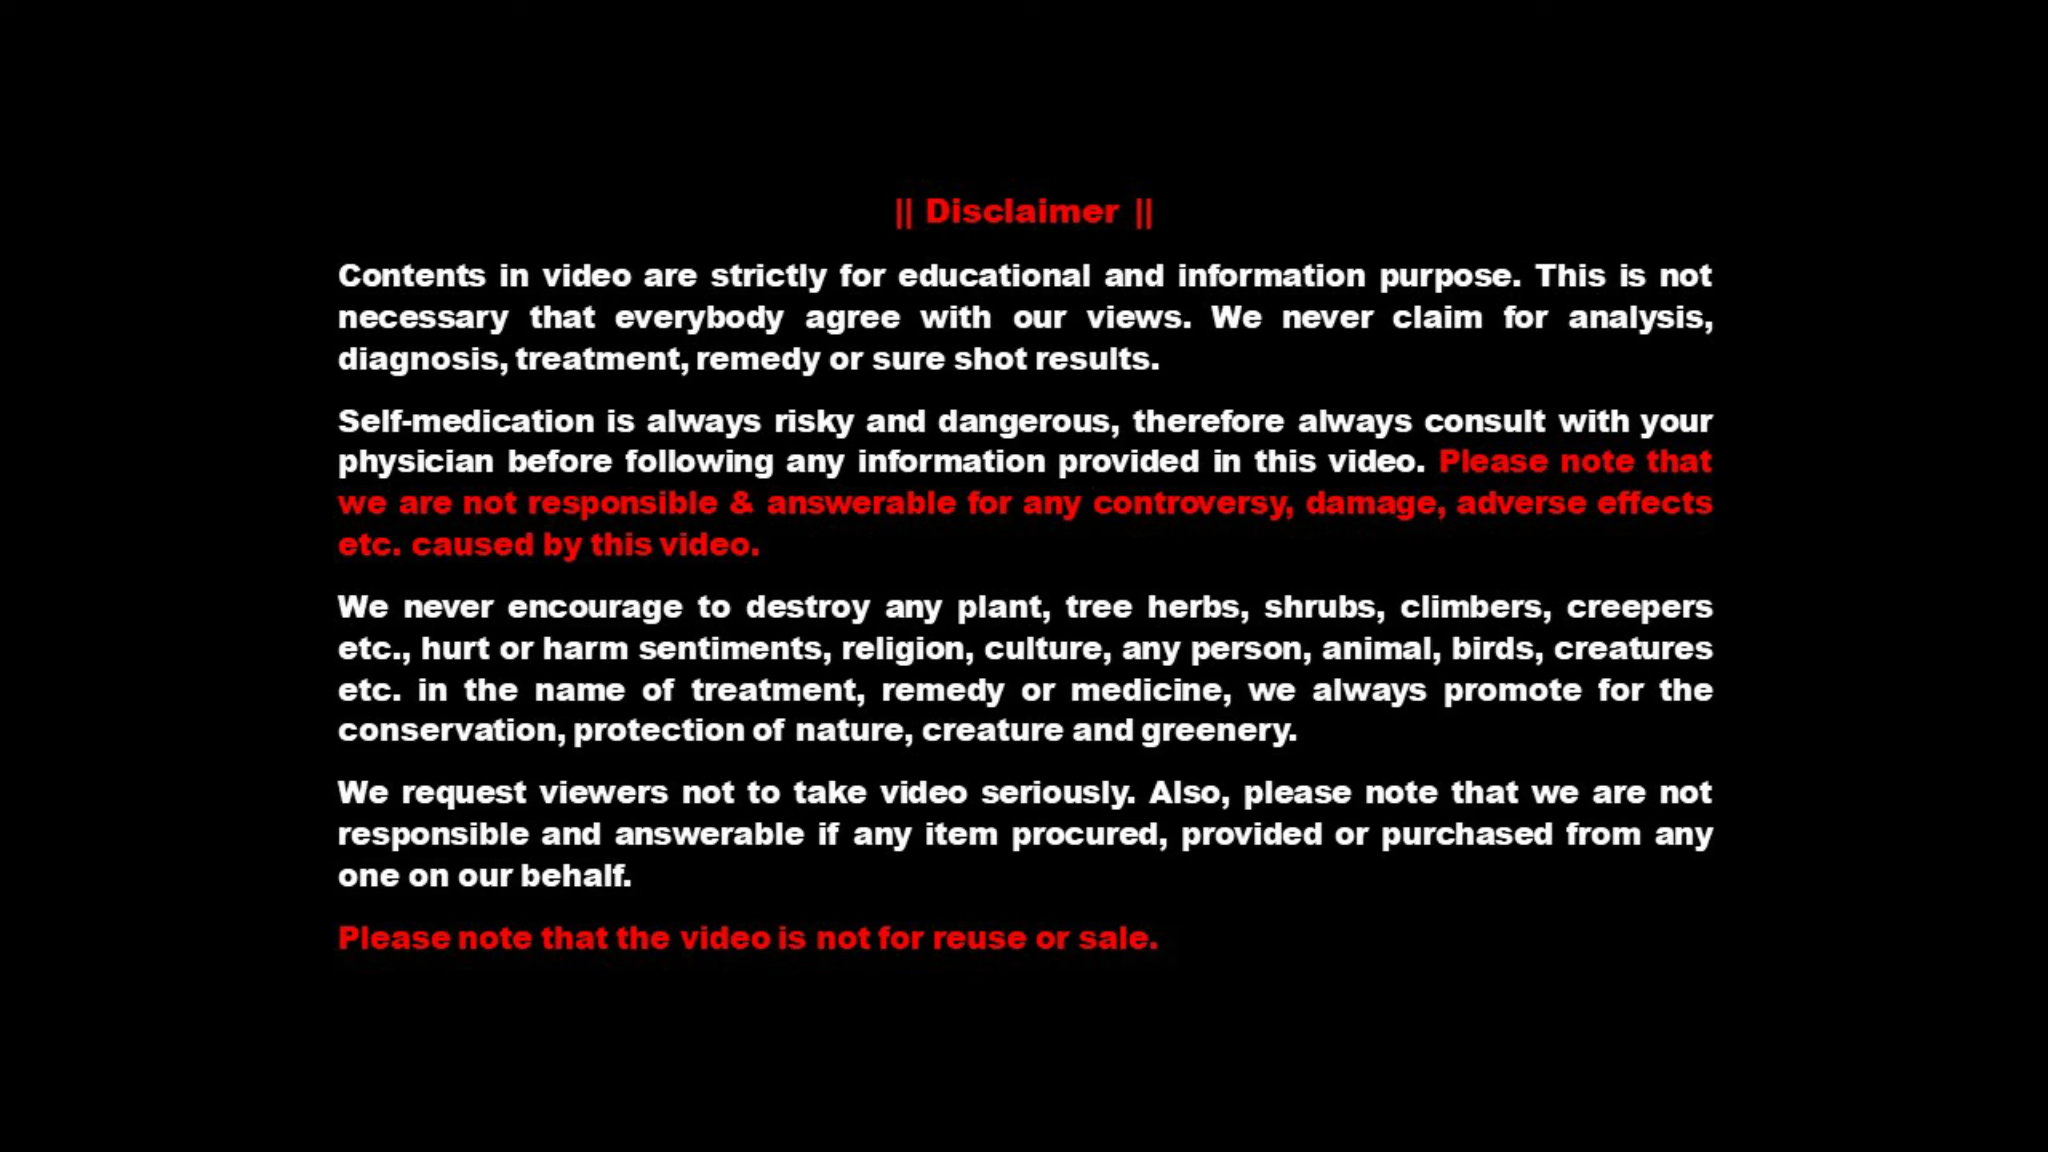 || Disclaimer ||
Contents in video are strictly for educational and information purpose. This is not
necessary that everybody agree with our views. We never claim for analysis,
diagnosis, treatment, remedy or sure shot results.
Self-medication is always risky and dangerous, therefore always consult with your
physician before following any information provided in this video. Please note that
we are not responsible & answerable for any controversy, damage, adverse effects
etc. caused by this video.
We never encourage to destroy any plant, tree herbs, shrubs, climbers, creepers
etc., hurt or harm sentiments, religion, culture, any person, animal, birds, creatures
etc. in the name of treatment, remedy or medicine, we always promote for the
conservation, protection of nature, creature and greenery.
We request viewers not to take video seriously. Also, please note that we are not
responsible and answerable if any item procured, provided or purchased from any
one on our behalf.
Please note that the video is not for reuse or sale.